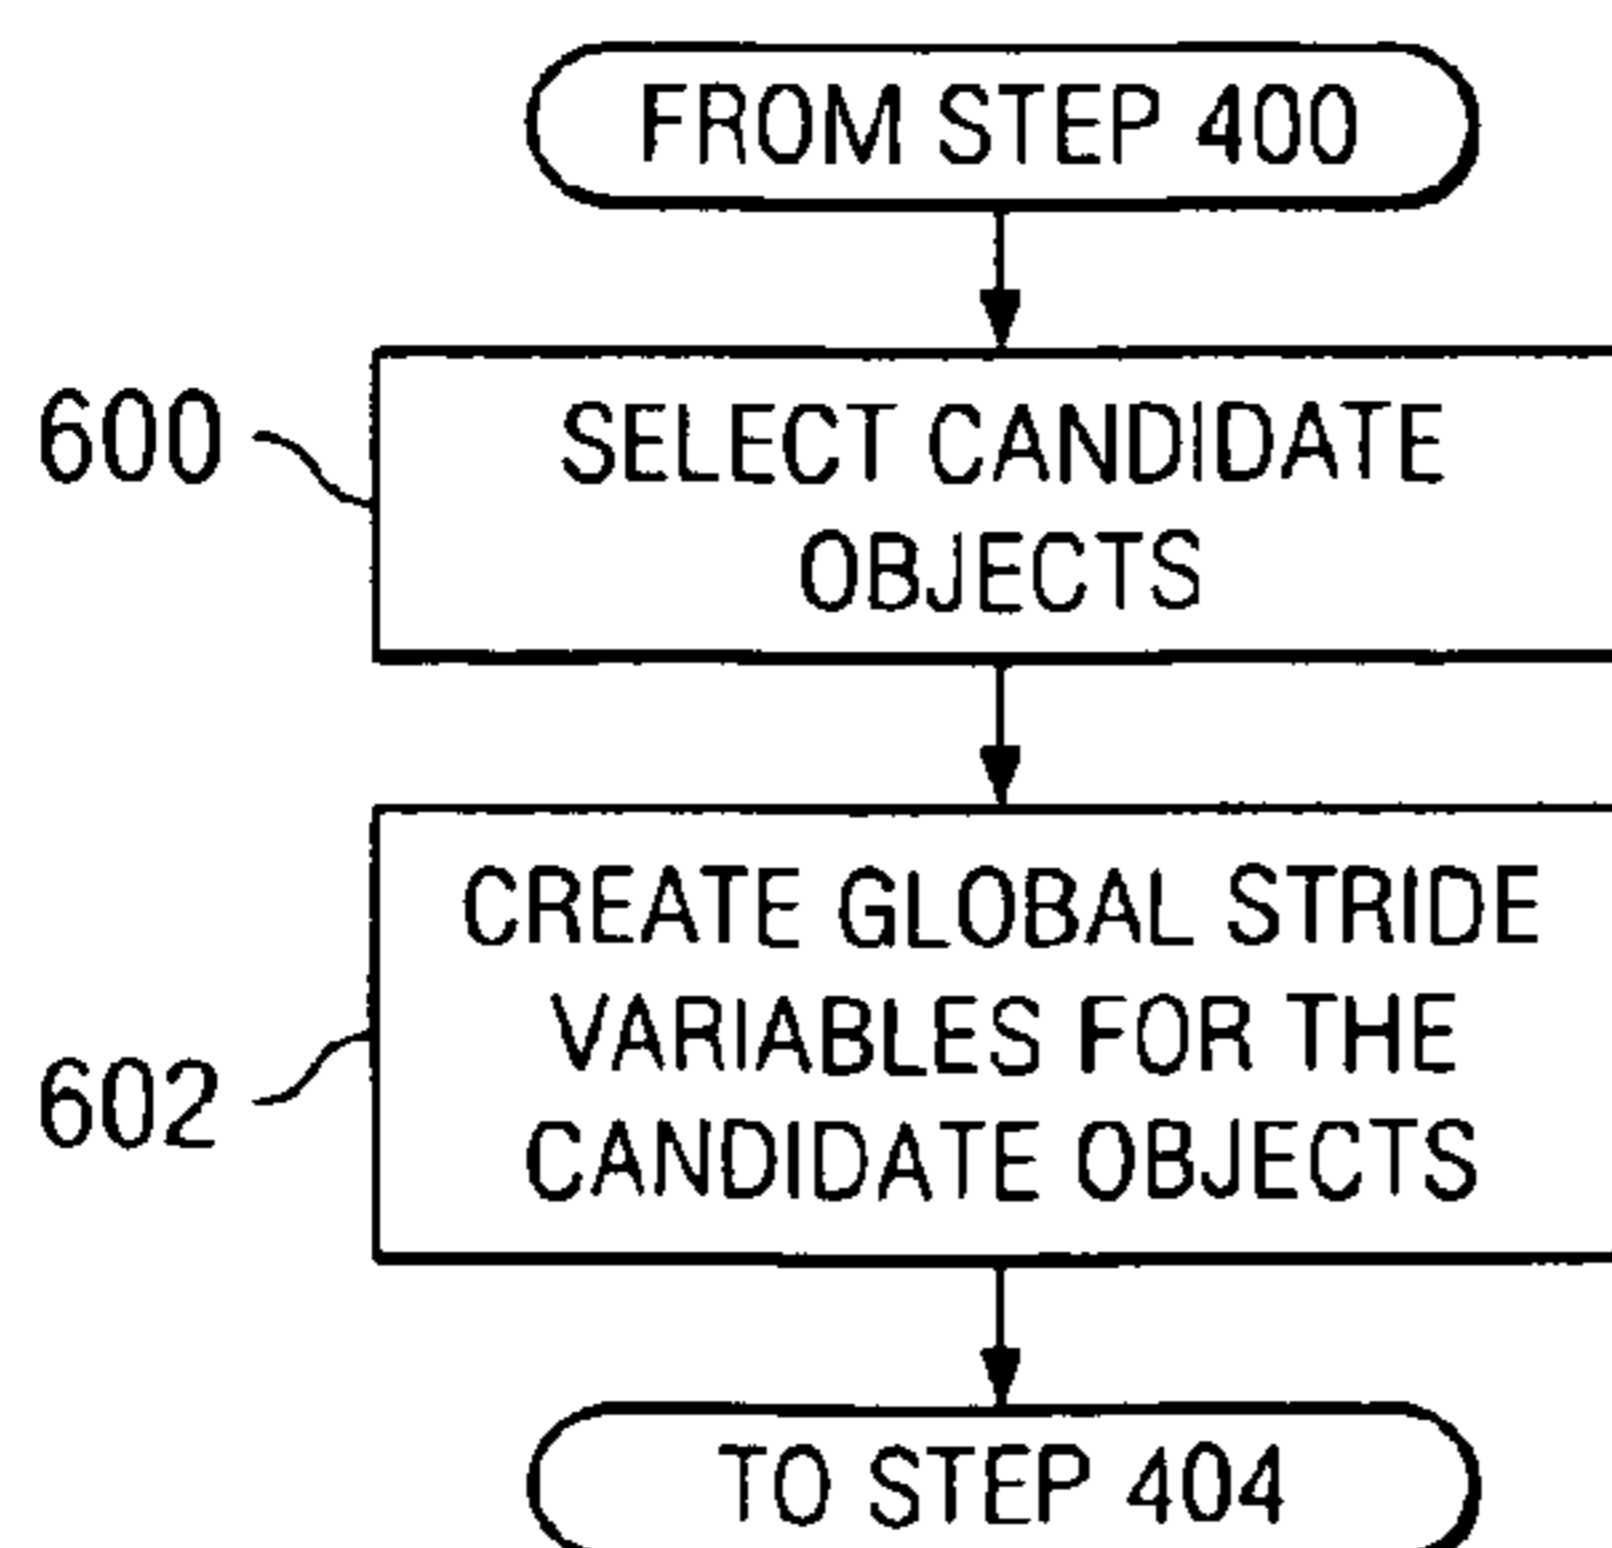 FROM STEP 400
600
SELECT CANDIDATE
OBJECTS
CREATE GLOBAL STRIDE
VARIABLES FOR THE
CANDIDATE OBJECTS
602
TO STEP 404